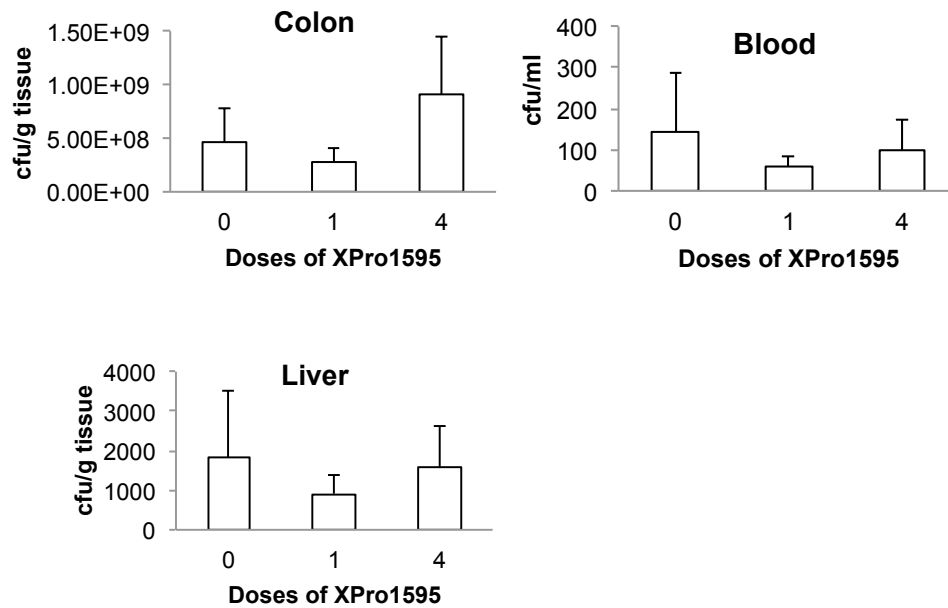 Colon
cfu/g tissue
1.50E+09
1.00E+09
5.00E+08
0.00E+00
0 1 4
Doses of XPro1595
Blood
cfu/ml
400
300
200
100
0
0 1 4
Doses of XPro1595
Liver
cfu/g tissue
4000
3000
2000
1000
0
0 1 4
Doses of XPro1595